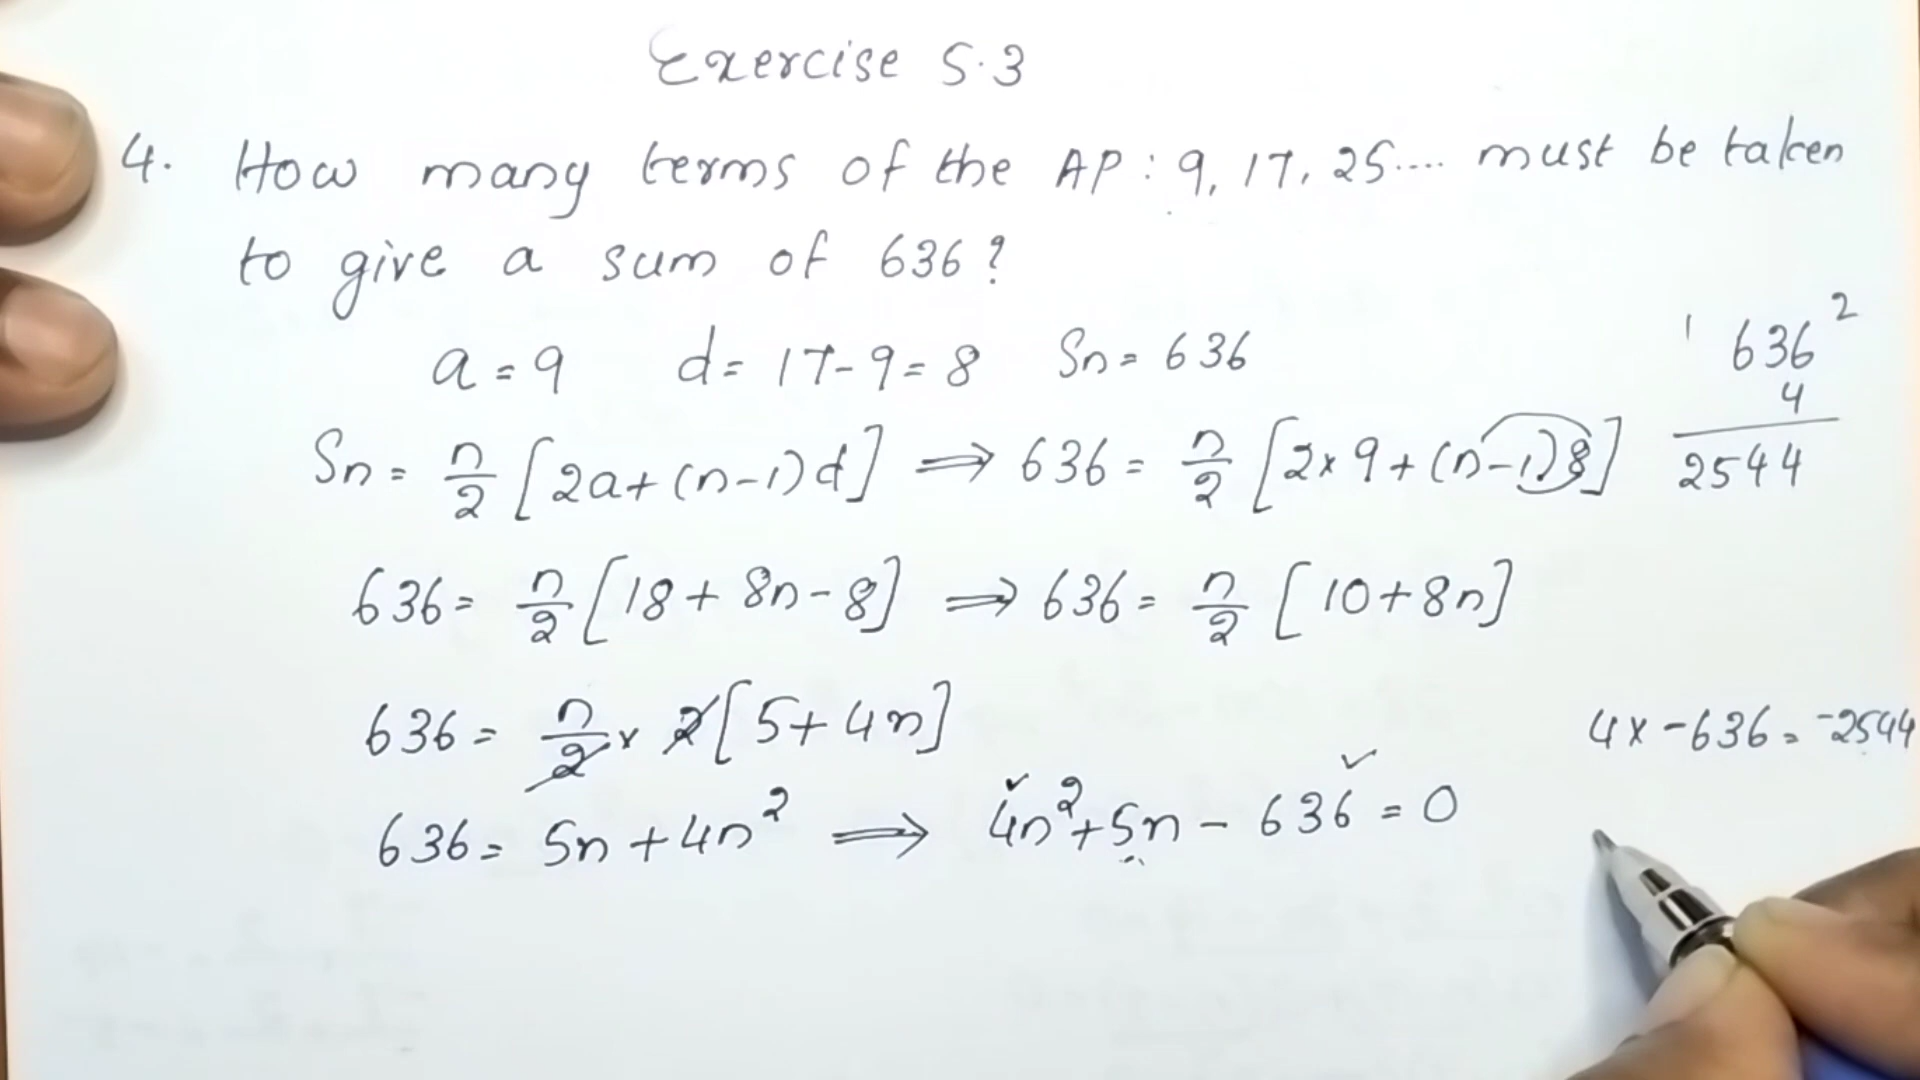 Exercise 5.3
4. How many terms of the AP : 9, 17, 25.... must be taken
to give a sum of 636?
a = 9 d = 17-9 = 8 Sn = 636
636²
1
4
2544
Sn = n/2 [2a+(n-1)d] ⟹ 636 = n/2 [2×9+(n-1)8]
636 = n/2 [18+8n-8] ⟹ 636 = n/2 [10+8n]
636 = n/2 × 2[5+4n]
4x-636 = -2544
636 = 5n+4n² ⟹ 4n²+5n-636 = 0